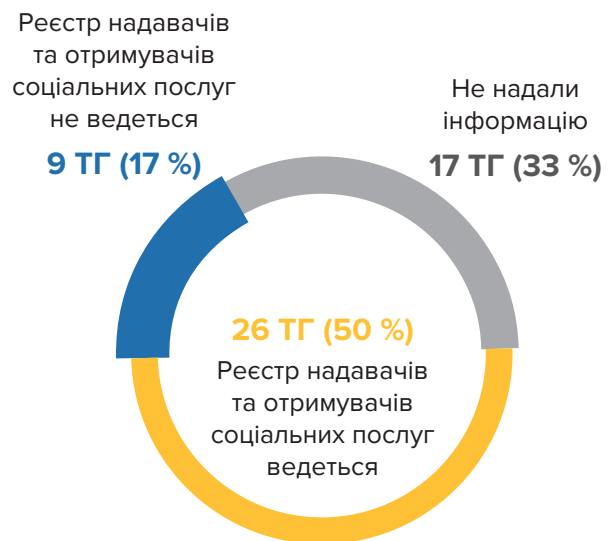 Реєстр надавачів
та отримувачів
соціальних послуг
не ведеться
9 ТГ (17 %)
Не надали
інформацію
17 ТГ (33 %)
26 ТГ (50 %)
Реєстр надавачів
та отримувачів
соціальних послуг
ведеться